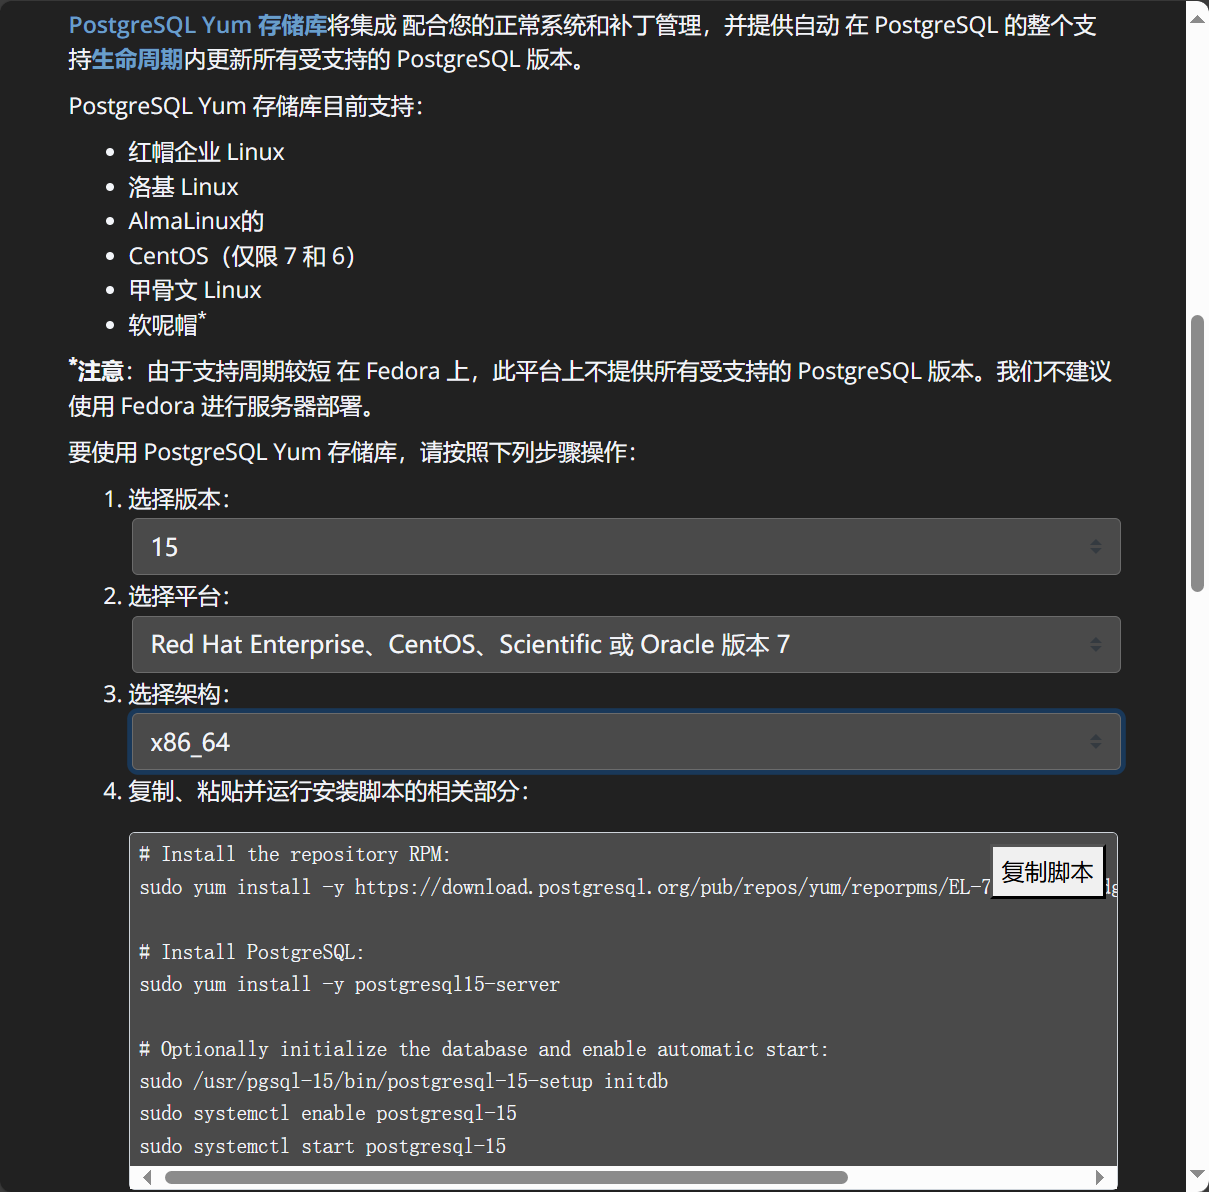 PostgreSQL Yum 存储库将集成 配合您的正常系统和补丁管理，并提供自动 在 PostgreSQL 的整个支
持生命周期内更新所有受支持的 PostgreSQL 版本。
PostgreSQL Yum 存储库目前支持：
• 红帽企业 Linux
• 洛基 Linux
• AlmaLinux的
• CentOS（仅限 7 和 6）
• 甲骨文 Linux
• 软呢帽*
*注意：由于支持周期较短 在 Fedora 上，此平台上不提供所有受支持的 PostgreSQL 版本。我们不建议
使用 Fedora 进行服务器部署。
要使用 PostgreSQL Yum 存储库，请按照下列步骤操作：
1. 选择版本：
15
2. 选择平台：
Red Hat Enterprise、CentOS、Scientific 或 Oracle 版本 7
3. 选择架构：
x86_64
4. 复制、粘贴并运行安装脚本的相关部分：
# Install the repository RPM:
复制脚本
sudo yum install -y https://download.postgresql.org/pub/repos/yum/reporpms/EL-7
# Install PostgreSQL:
sudo yum install -y postgresql15-server
# Optionally initialize the database and enable automatic start:
sudo /usr/pgsql-15/bin/postgresql-15-setup initdb
sudo systemctl enable postgresql-15
sudo systemctl start postgresql-15